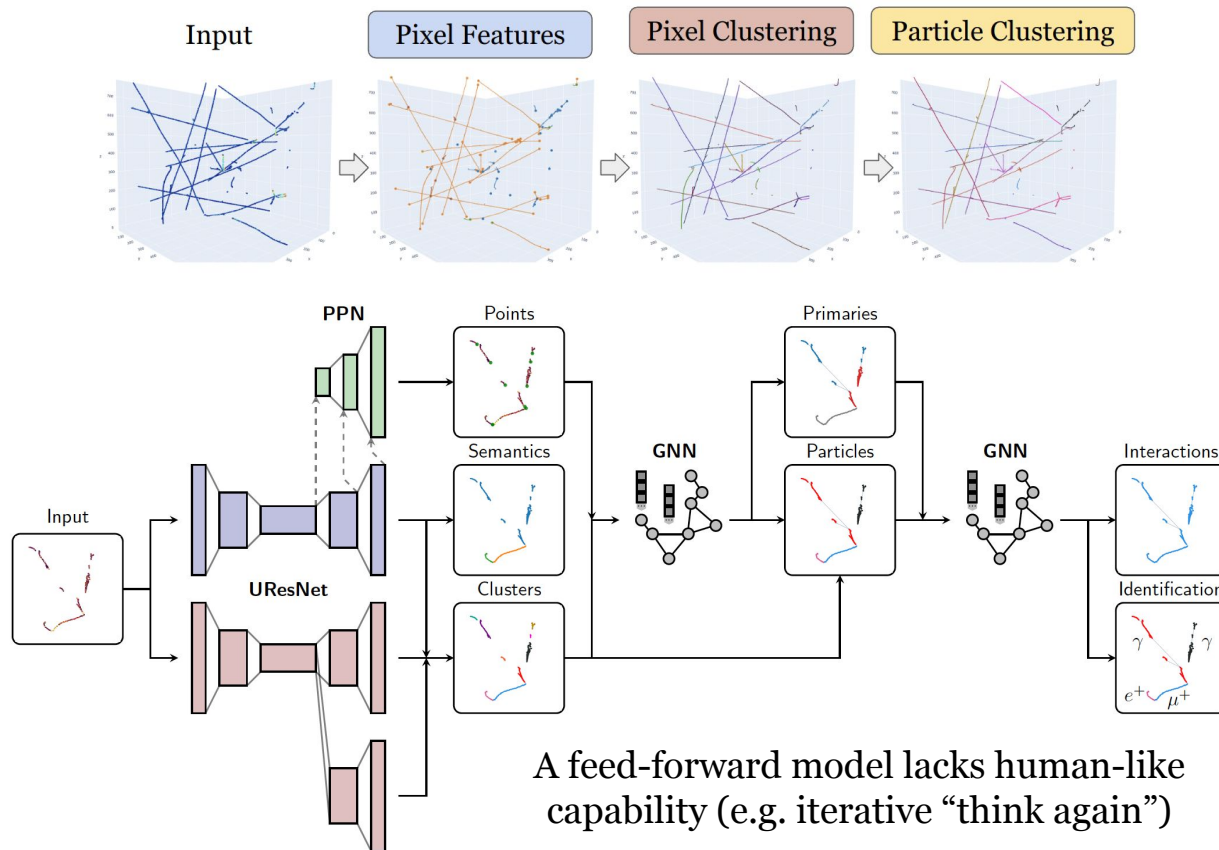 Input
Pixel Features
Pixel Clustering
Particle Clustering
PPN
Points
Primaries
Semantics
GNN
Particles
GNN
Interactions
Input
UResNet
Clusters
Identification
γ
γ
e⁺
μ⁺
A feed-forward model lacks human-like
capability (e.g. iterative “think again”)